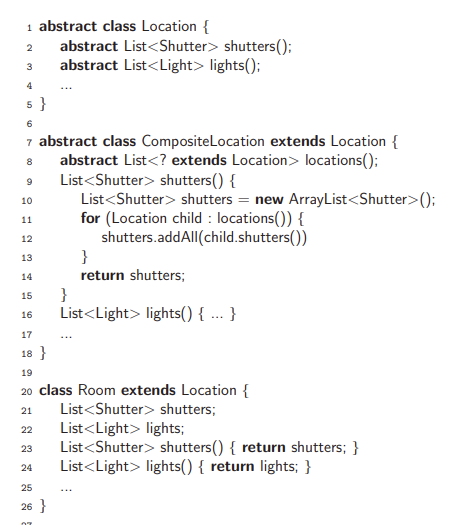 1 abstract class Location {
2 abstract List<Shutter> shutters();
3 abstract List<Light> lights();
4 ...
5 }
6
7 abstract class CompositeLocation extends Location {
8 abstract List<? extends Location> locations();
9 List<Shutter> shutters() {
10 List<Shutter> shutters = new ArrayList<Shutter>();
11 for (Location child : locations()) {
12 shutters.addAll(child.shutters())
13 }
14 return shutters;
15 }
16 List<Light> lights() { ... }
17 ...
18 }
19
20 class Room extends Location {
21 List<Shutter> shutters;
22 List<Light> lights;
23 List<Shutter> shutters() { return shutters; }
24 List<Light> lights() { return lights; }
25 ...
26 }